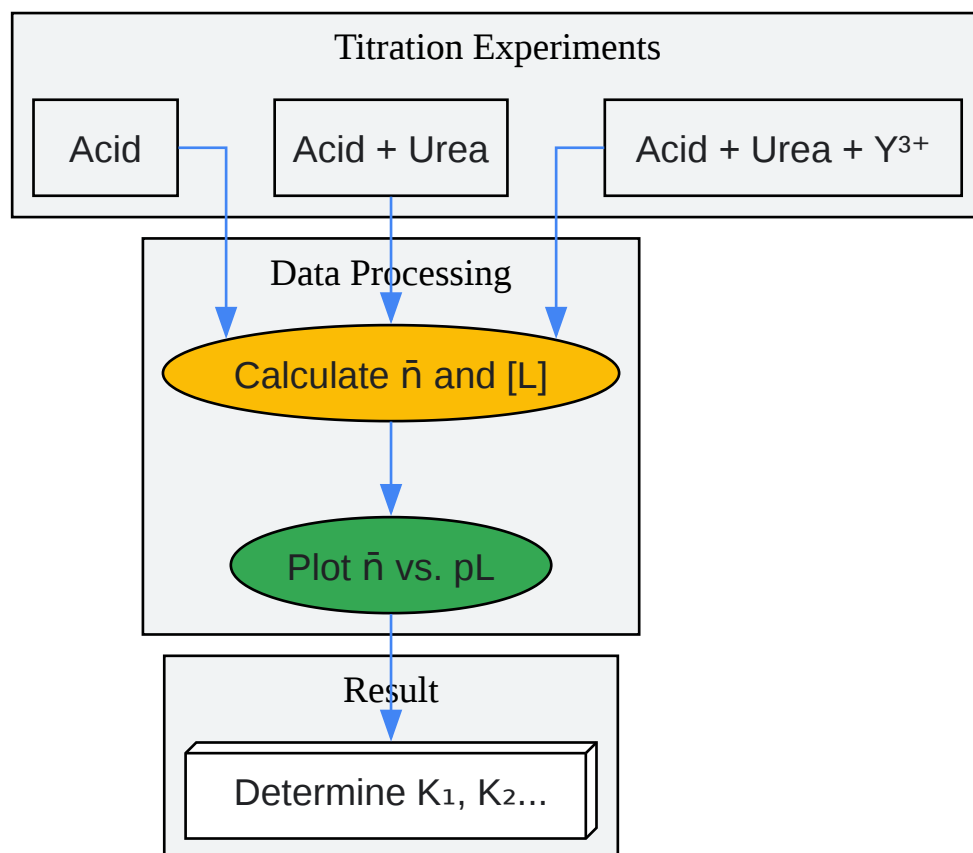 Titration Experiments
Acid
Acid + Urea
Acid + Urea + Y³⁺
Data Processing
Calculate n̄ and [L]
Plot n̄ vs. pL
Result
Determine K₁, K₂...